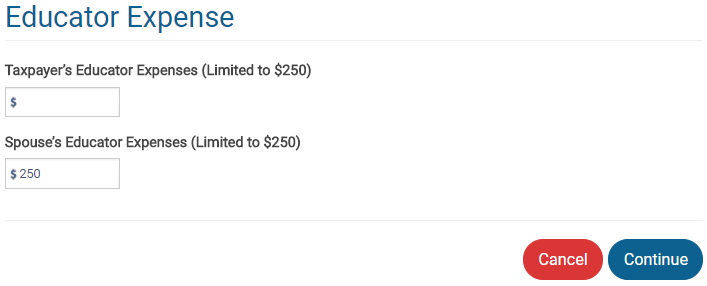 Educator Expense
Taxpayer's Educator Expenses (Limited to $250)
$
Spouse's Educator Expenses (Limited to $250)
$ 250
Cancel Continue